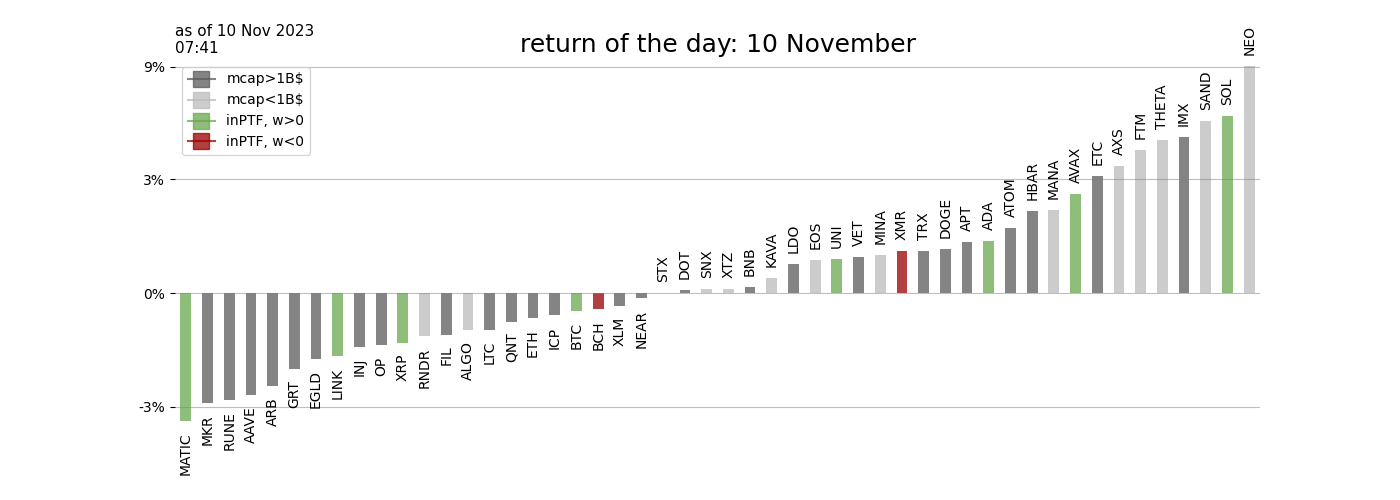 as of 10 Nov 2023
07:41
return of the day: 10 November
9%
3%
0%
-3%
mcap>1B$
mcap<1B$
inPTF, w>0
inPTF, w<0
MATIC
MKR
RUNE
AAVE
ARB
GRT
EGLD
LINK
INJ
OP
XRP
RNDR
FIL
ALGO
LTC
QNT
ETH
ICP
BTC
BCH
XLM
NEAR
STX
DOT
SNX
XTZ
BNB
KAVA
LDO
EOS
UNI
VET
MINA
XMR
TRX
DOGE
APT
ADA
ATOM
HBAR
MANA
AVAX
ETC
AXS
FTM
THETA
IMX
SAND
SOL
NEO